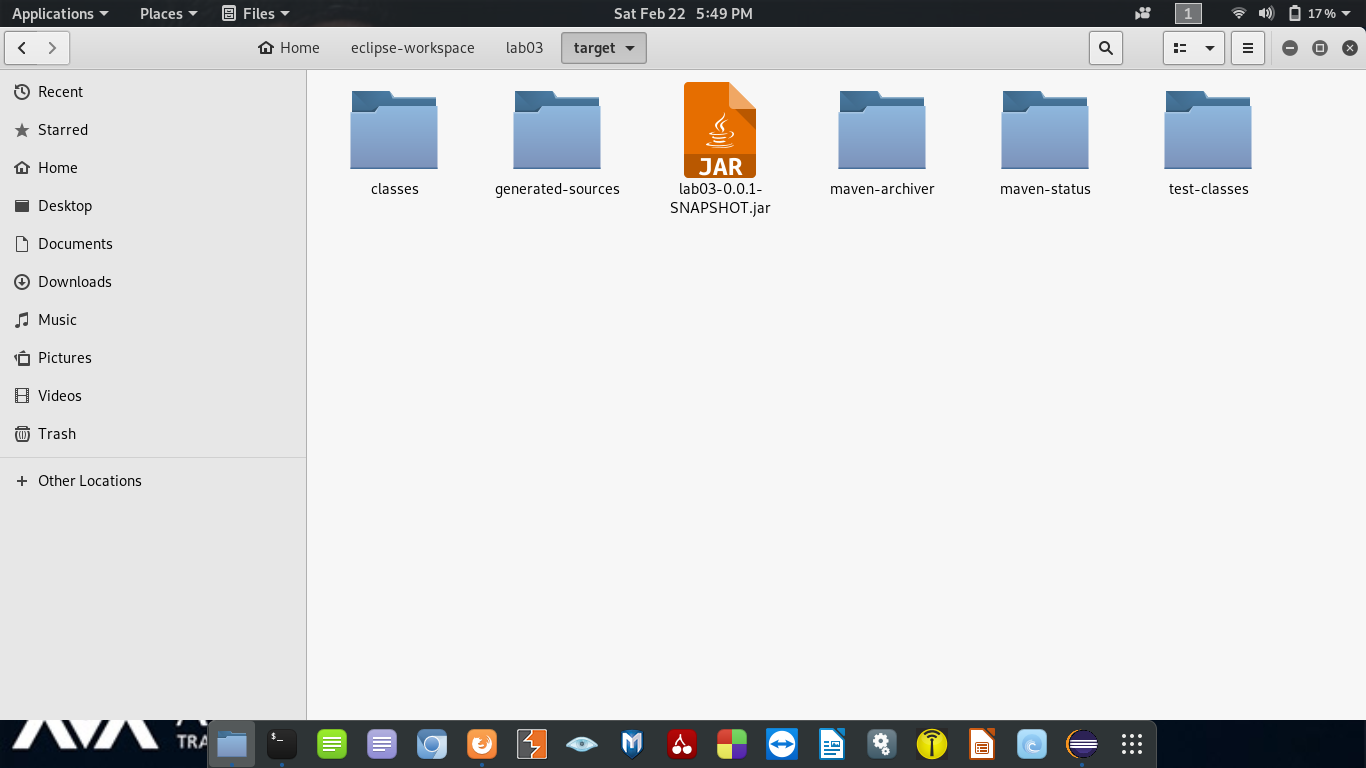 Applications Places Files Sat Feb 22 5:49 PM 1 17%
Home eclipse-workspace lab03 target
Recent
Starred
Home
Desktop
Documents
Downloads
Music
Pictures
Videos
Trash
Other Locations
JAR
classes generated-sources lab03-0.0.1- maven-archiver maven-status test-classes
SNAPSHOT.jar
$_